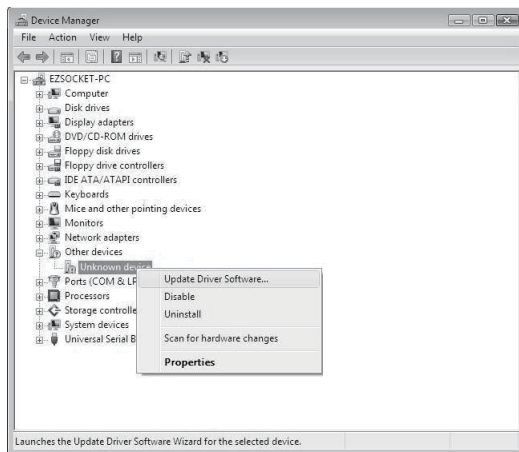 Device Manager
File Action View Help
EZSOCKET-PC
Computer
Disk drives
Display adapters
DVD/CD-ROM drives
Floppy disk drives
Floppy drive controllers
IDE ATA/ATAPI controllers
Keyboards
Mice and other pointing devices
Monitors
Network adapters
Other devices
Unknown device
Ports (COM & LP
Processors
Storage controlle
System devices
Universal Serial B
Update Driver Software...
Disable
Uninstall
Scan for hardware changes
Properties
Launches the Update Driver Software Wizard for the selected device.